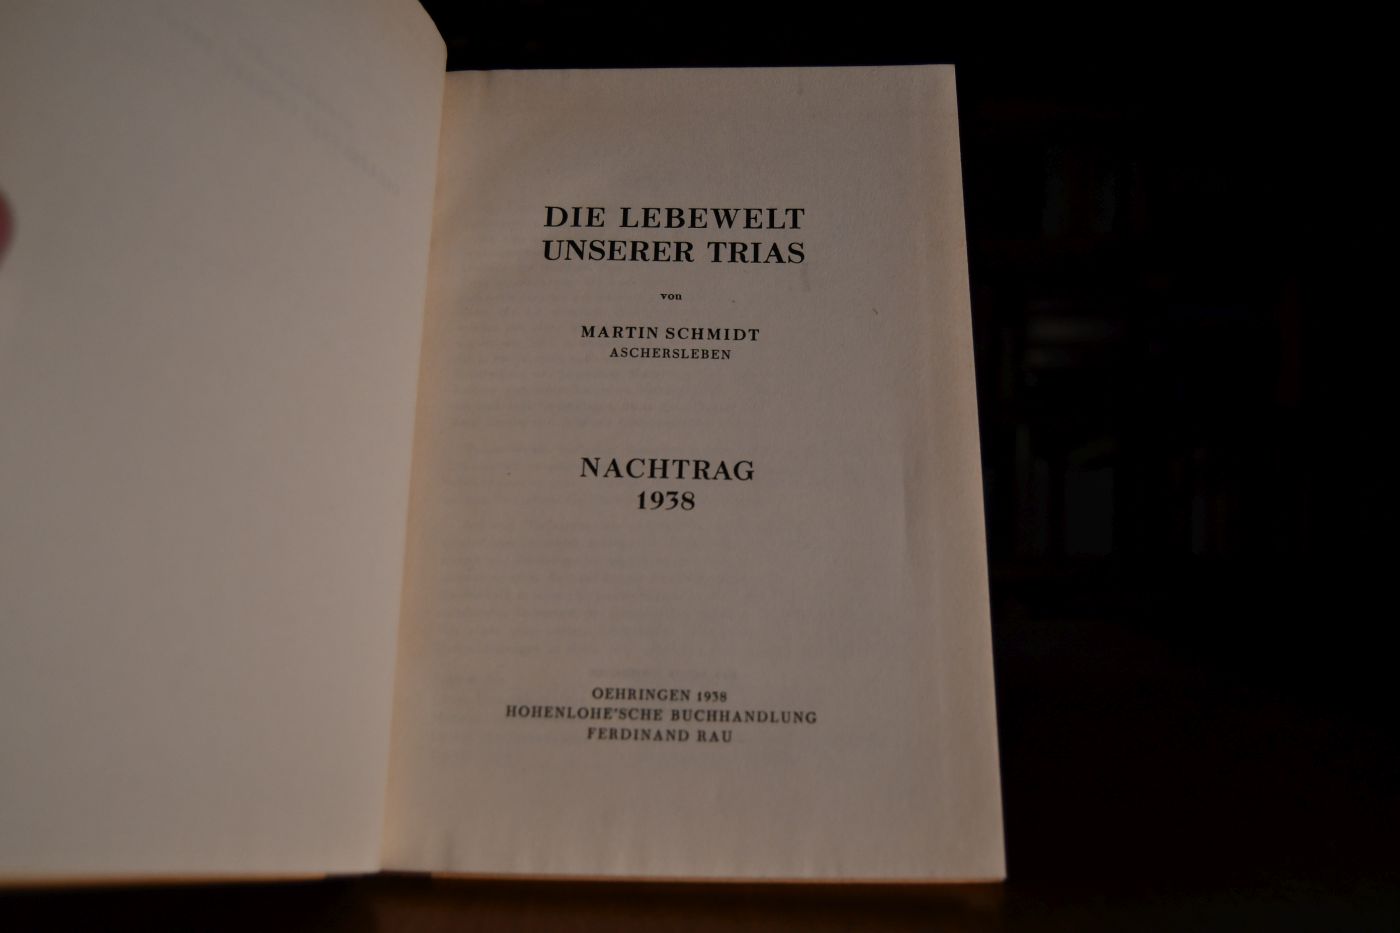 DIE LEBEWELT
UNSERER TRIAS
von
MARTIN SCHMIDT
ASCHERSLEBEN
NACHTRAG
1938
OEHRINGEN 1938
HOHENLOHE'SCHE BUCHHANDLUNG
FERDINAND RAU